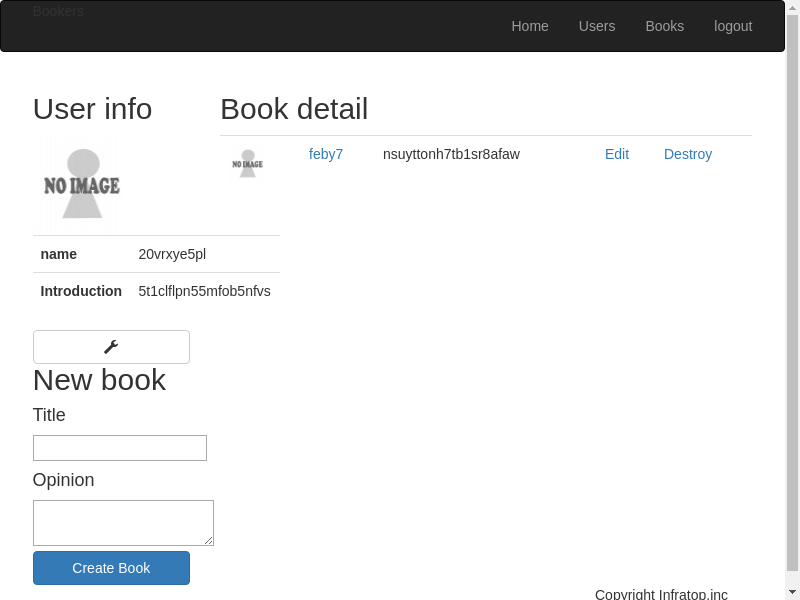 Bookers
Home Users Books logout
User info
Book detail
NO IMAGE
NO IMAGE feby7 nsuyttonh7tb1sr8afaw Edit Destroy
name 20vrxye5pl
Introduction 5t1clflpn55mfob5nfvs
New book
Title
Opinion
Create Book
Copyright Infratop.inc